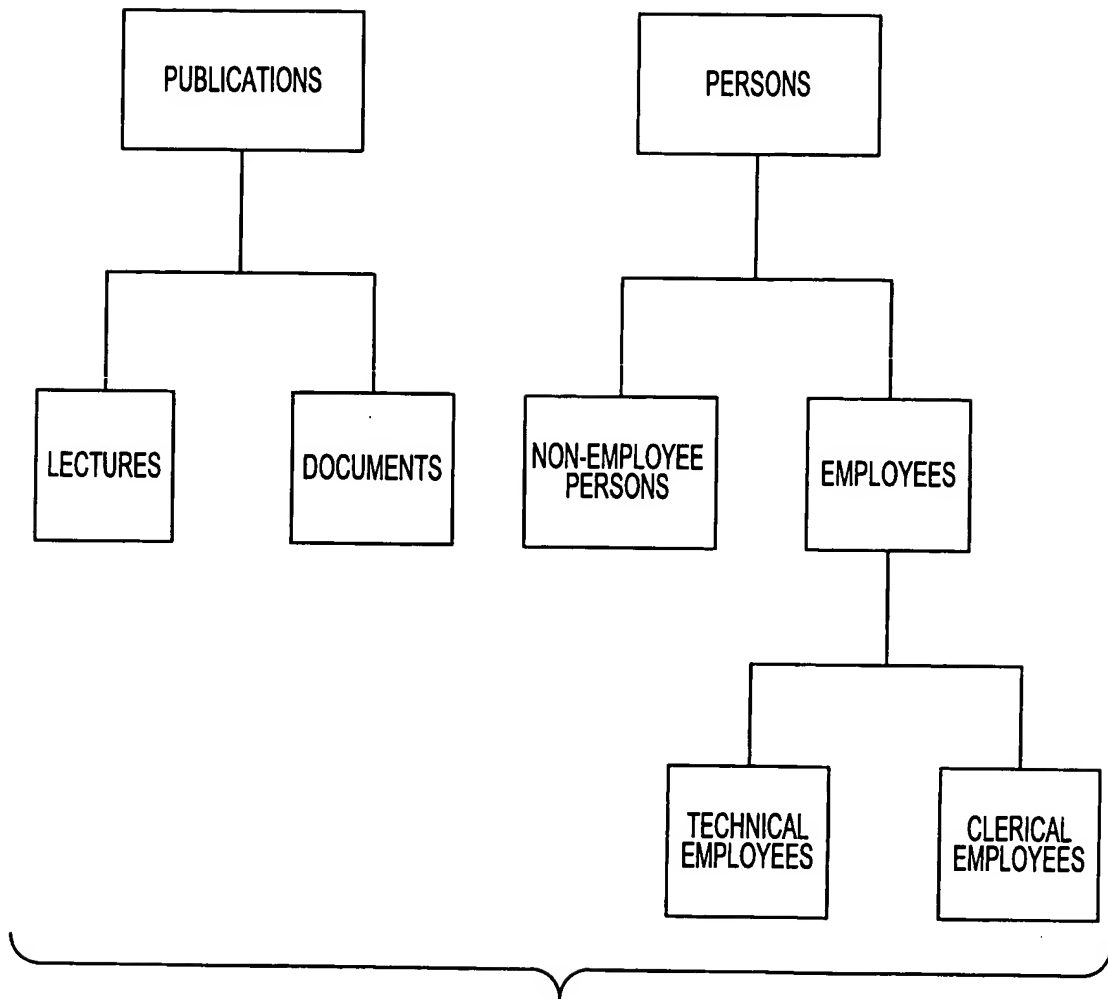 PUBLICATIONS
PERSONS
LECTURES
DOCUMENTS
NON-EMPLOYEE
PERSONS
EMPLOYEES
TECHNICAL
EMPLOYEES
CLERICAL
EMPLOYEES